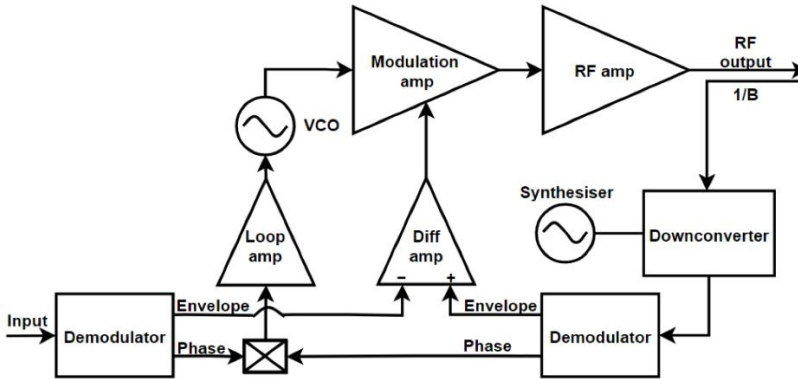 Modulation
amp
RF amp
RF
output
1/B
VCO
Synthesiser
Downconverter
Loop
amp
Diff
amp
− +
Input
Demodulator
Envelope
Phase
Envelope
Phase
Demodulator